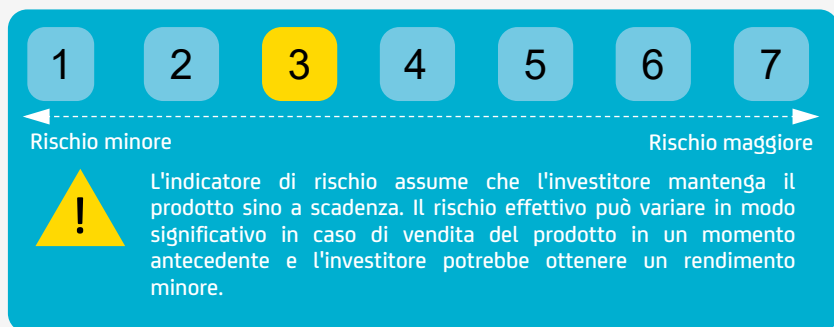 1 2 3 4 5 6 7
Rischio minore Rischio maggiore
L'indicatore di rischio assume che l'investitore mantenga il
prodotto sino a scadenza. Il rischio effettivo può variare in modo
significativo in caso di vendita del prodotto in un momento
antecedente e l'investitore potrebbe ottenere un rendimento
minore.
!